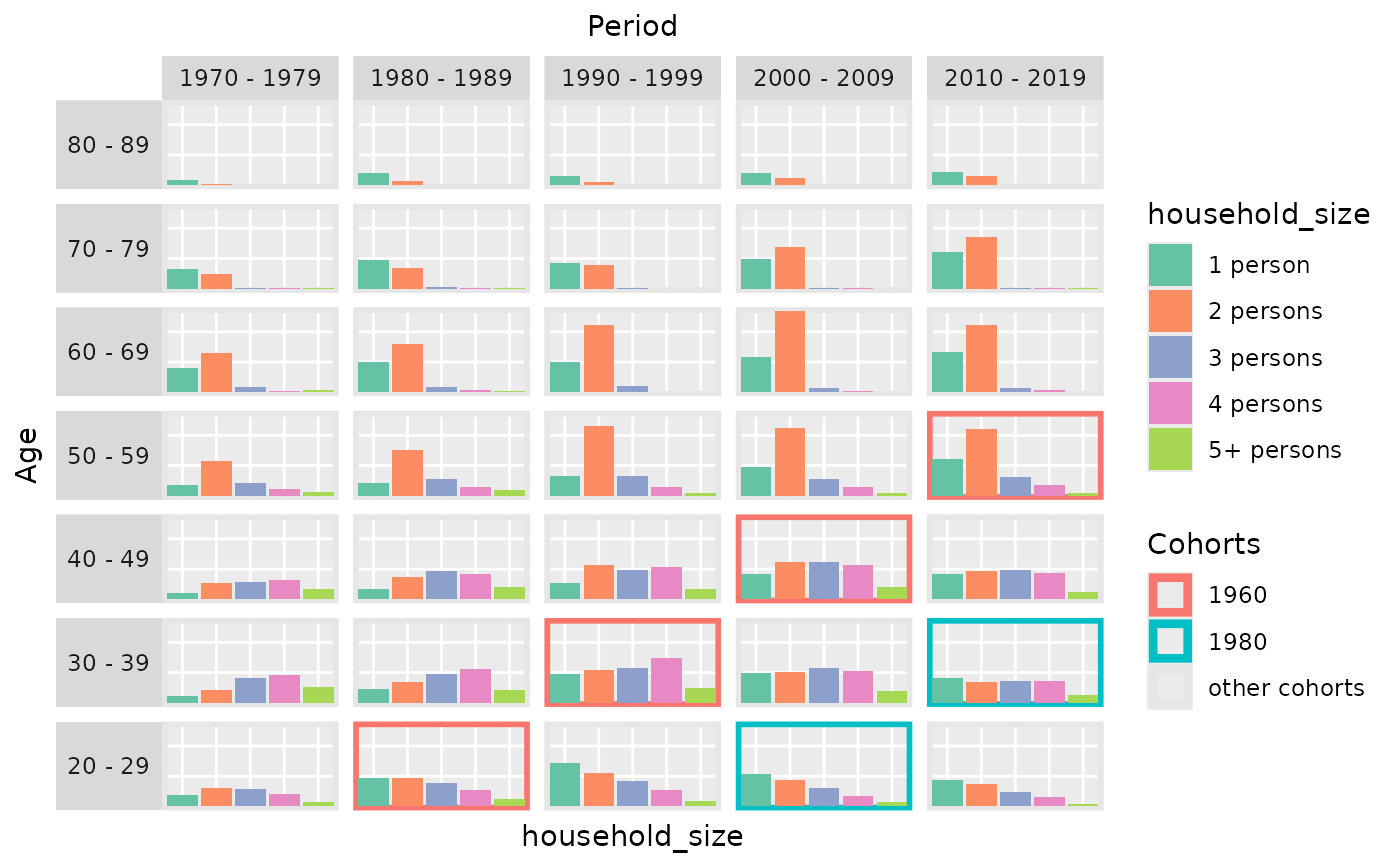 Period
1970 - 1979
1980 - 1989
1990 - 1999
2000 - 2009
2010 - 2019
80 - 89
70 - 79
60 - 69
50 - 59
40 - 49
30 - 39
20 - 29
Age
household_size
household_size
1 person
2 persons
3 persons
4 persons
5+ persons
Cohorts
1960
1980
other cohorts